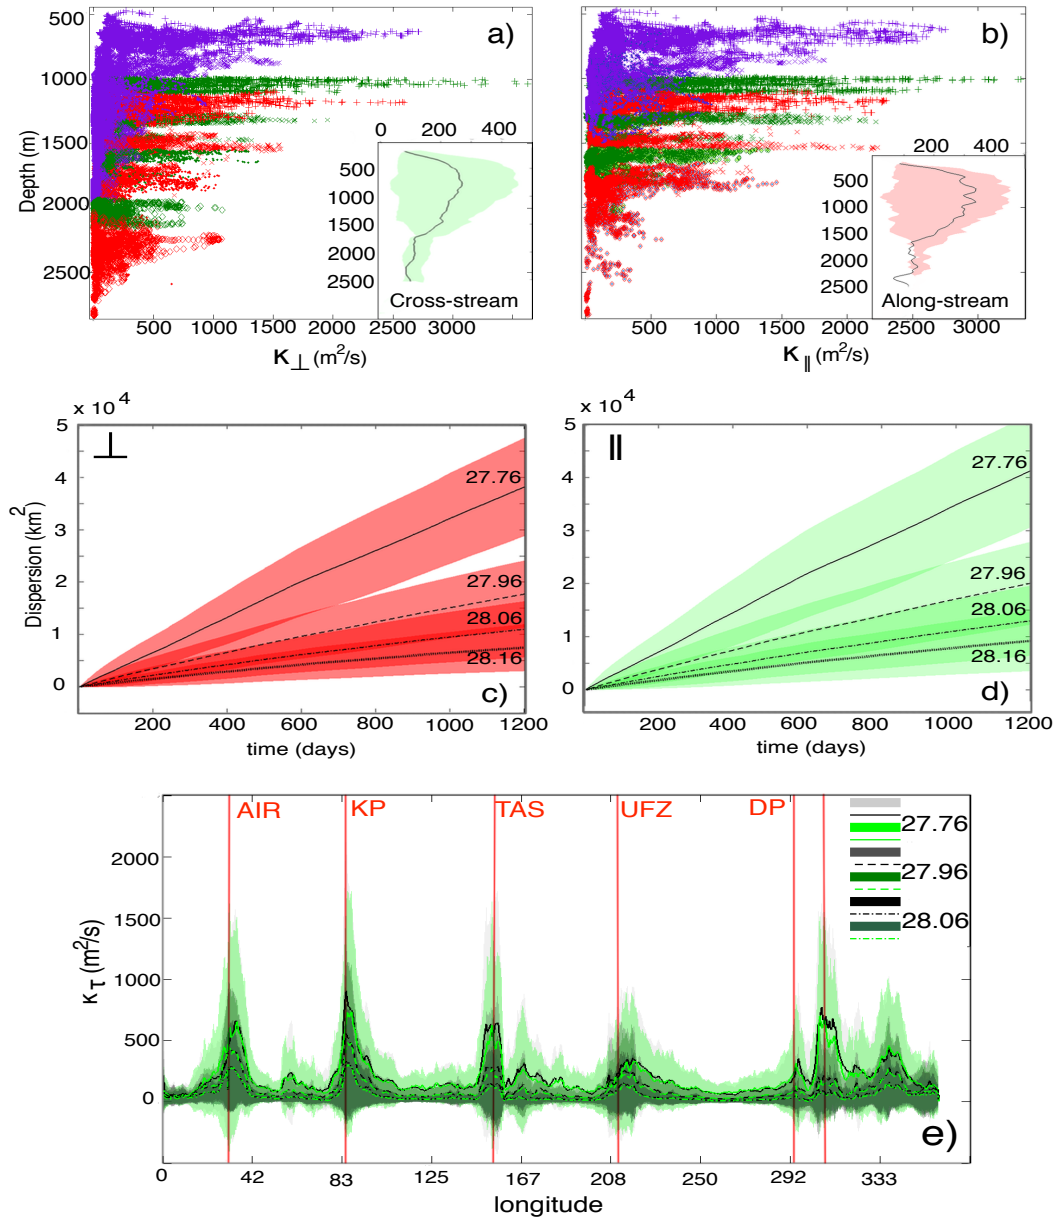 a)
500
1000
1500
2000
2500
Depth (m)
0 200 400
500
1000
1500
2000
2500
Cross-stream
500 1000 1500 2000 2500 3000
K⊥ (m²/s)
b)
200 400
500
1000
1500
2000
2500
Along-stream
500 1000 1500 2000 2500 3000
K∥ (m²/s)
x 10⁴
⊥
5
4
3
2
1
0
Dispersion (km²)
27.76
27.96
28.06
28.16
c)
200 400 600 800 1000 1200
time (days)
x 10⁴
||
5
4
3
2
1
0
27.76
27.96
28.06
28.16
d)
200 400 600 800 1000 1200
time (days)
AIR KP TAS UFZ DP
27.76
27.96
28.06
2000
1500
1000
500
0
κτ (m²/s)
e)
0 42 83 125 167 208 250 292 333
longitude